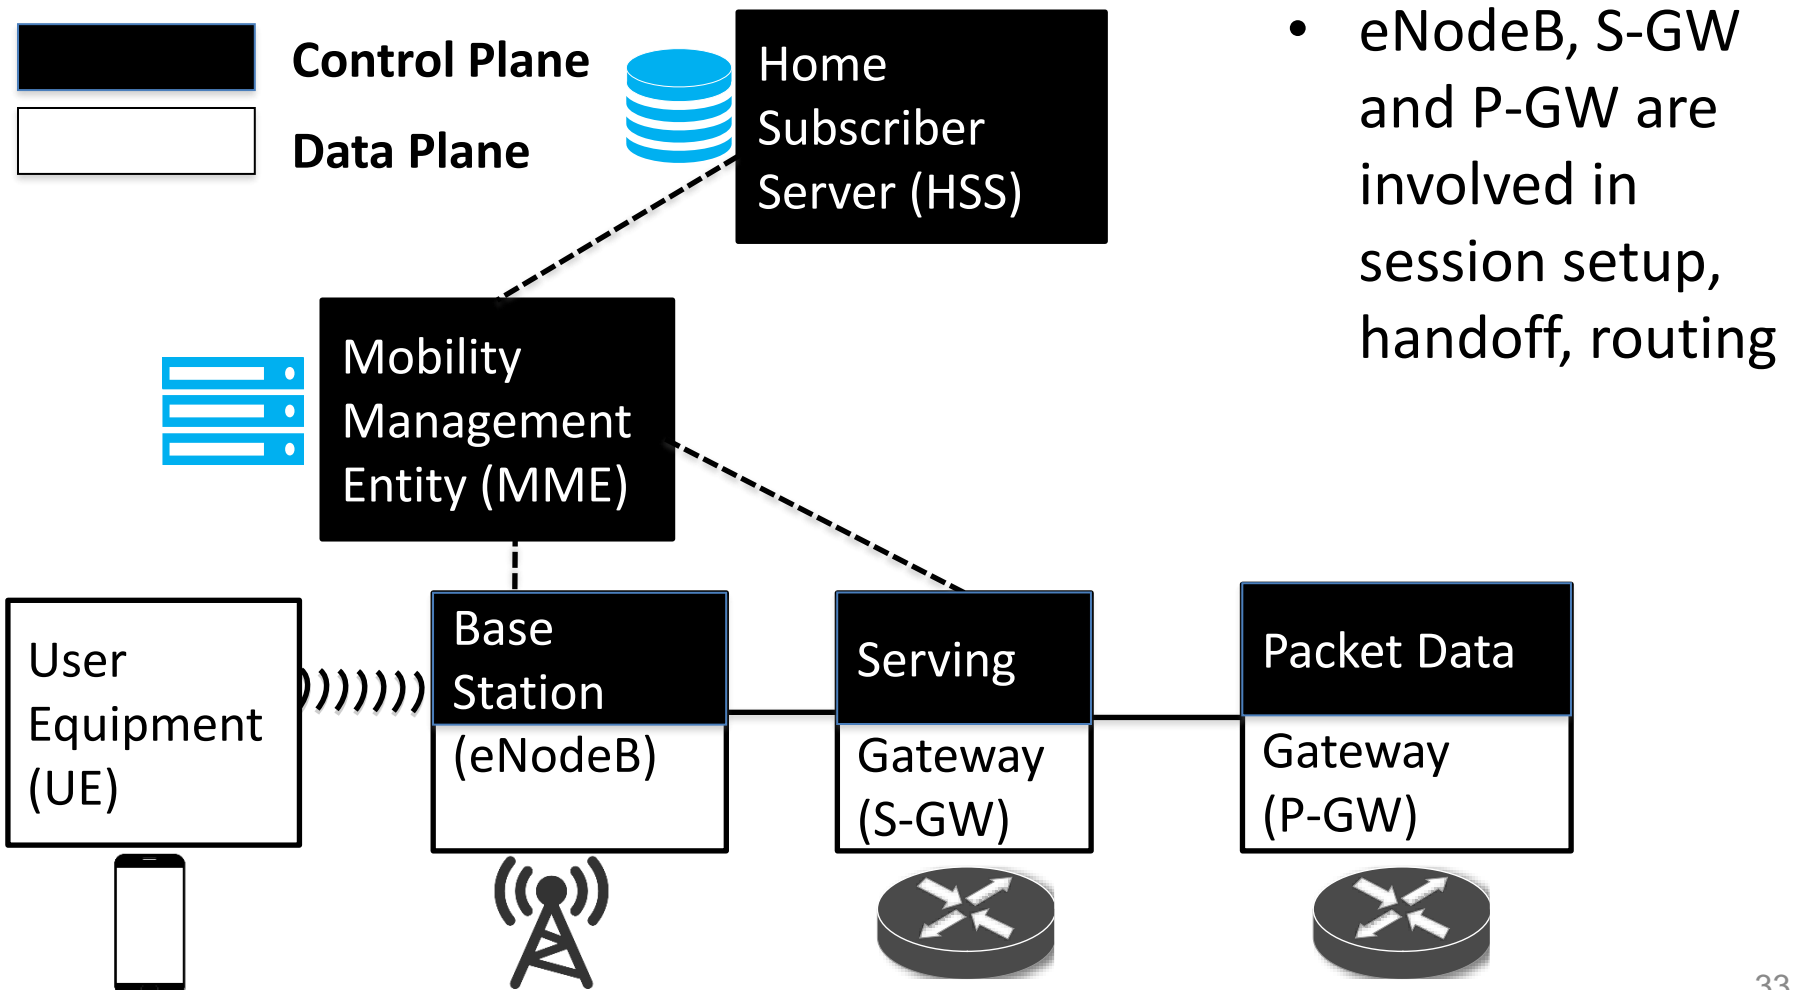 Control Plane
Data Plane
Home
Subscriber
Server (HSS)
• eNodeB, S-GW
and P-GW are
involved in
session setup,
handoff, routing
Mobility
Management
Entity (MME)
User
Equipment
(UE)
Base
Station
(eNodeB)
Serving
Gateway
(S-GW)
Packet Data
Gateway
(P-GW)
33